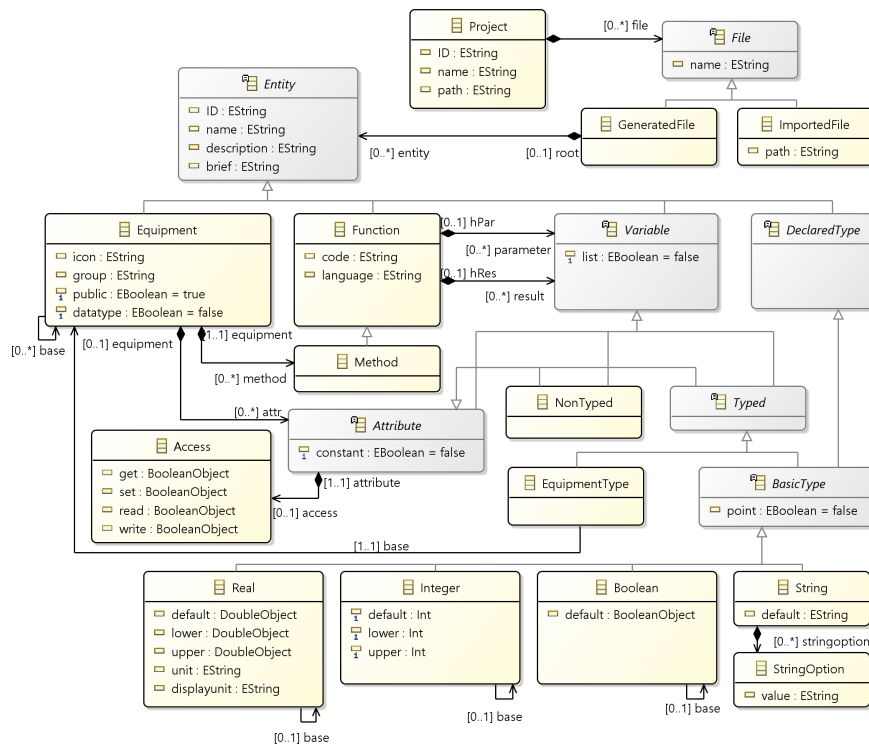 Project
ID : EString
name : EString
path : EString
[0..*] file
File
name : EString
Entity
ID : EString
name : EString
description : EString
brief : EString
[0..*] entity
[0..1] root
GeneratedFile
ImportedFile
path : EString
Equipment
icon : EString
group : EString
public : EBoolean = true
datatype : EBoolean = false
[0..*] base
[0..1] equipment
[1..1] equipment
[0..*] method
[0..*] attr
Function
code : EString
language : EString
[0..1] hPar
[0..*] parameter
[0..1] hRes
[0..*] result
Variable
list : EBoolean = false
DeclaredType
Method
Attribute
constant : EBoolean = false
[1..1] attribute
[0..1] access
NonTyped
Typed
Access
get : BooleanObject
set : BooleanObject
read : BooleanObject
write : BooleanObject
EquipmentType
[1..1] base
BasicType
point : EBoolean = false
Real
default : DoubleObject
lower : DoubleObject
upper : DoubleObject
unit : EString
displayunit : EString
[0..1] base
Integer
default : Int
lower : Int
upper : Int
[0..1] base
Boolean
default : BooleanObject
[0..1] base
String
default : EString
[0..*] stringoption
StringOption
value : EString